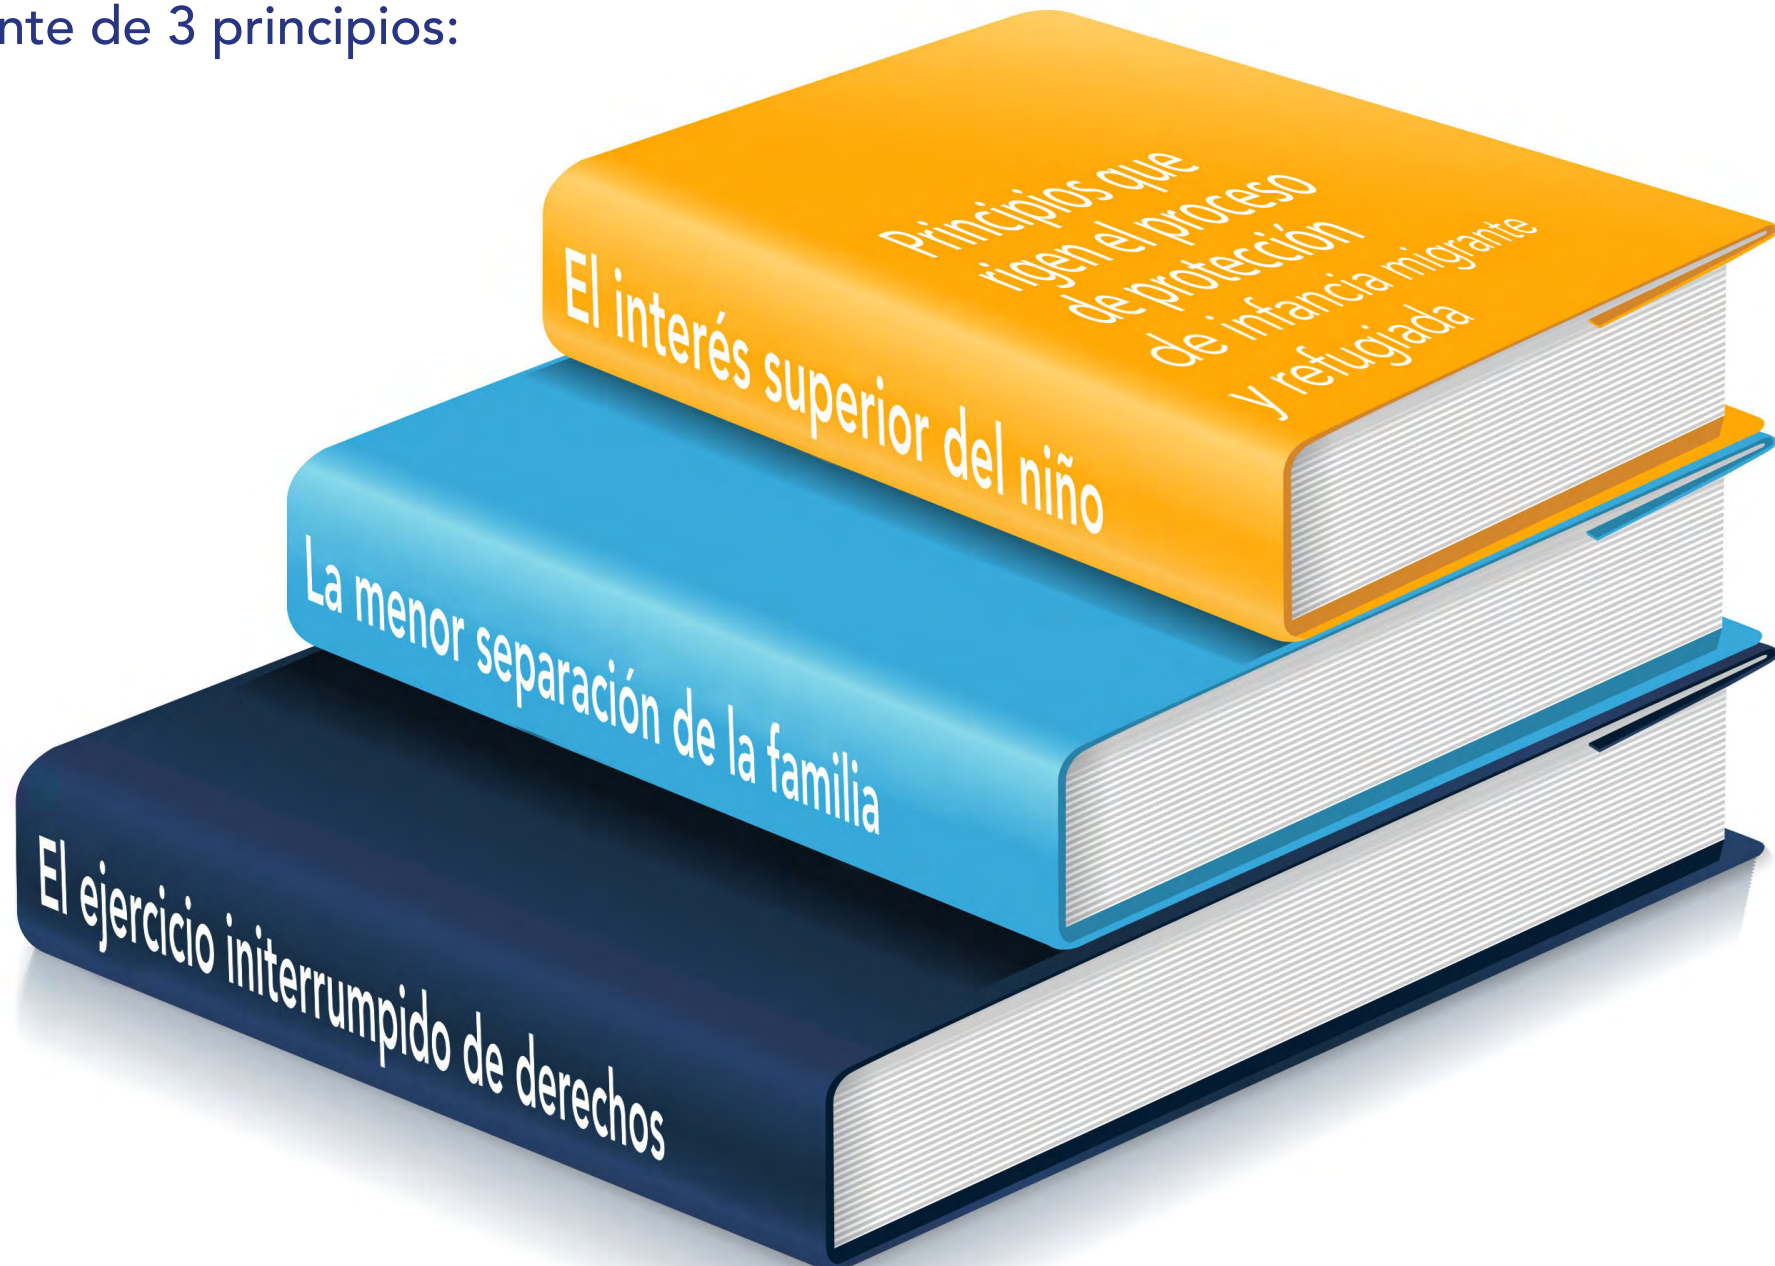 nte de 3 principios:
Principios que
rigen el proceso
de protección
de infancia migrante
y refugiada
El interés superior del niño
La menor separación de la familia
El ejercicio initerrumpido de derechos